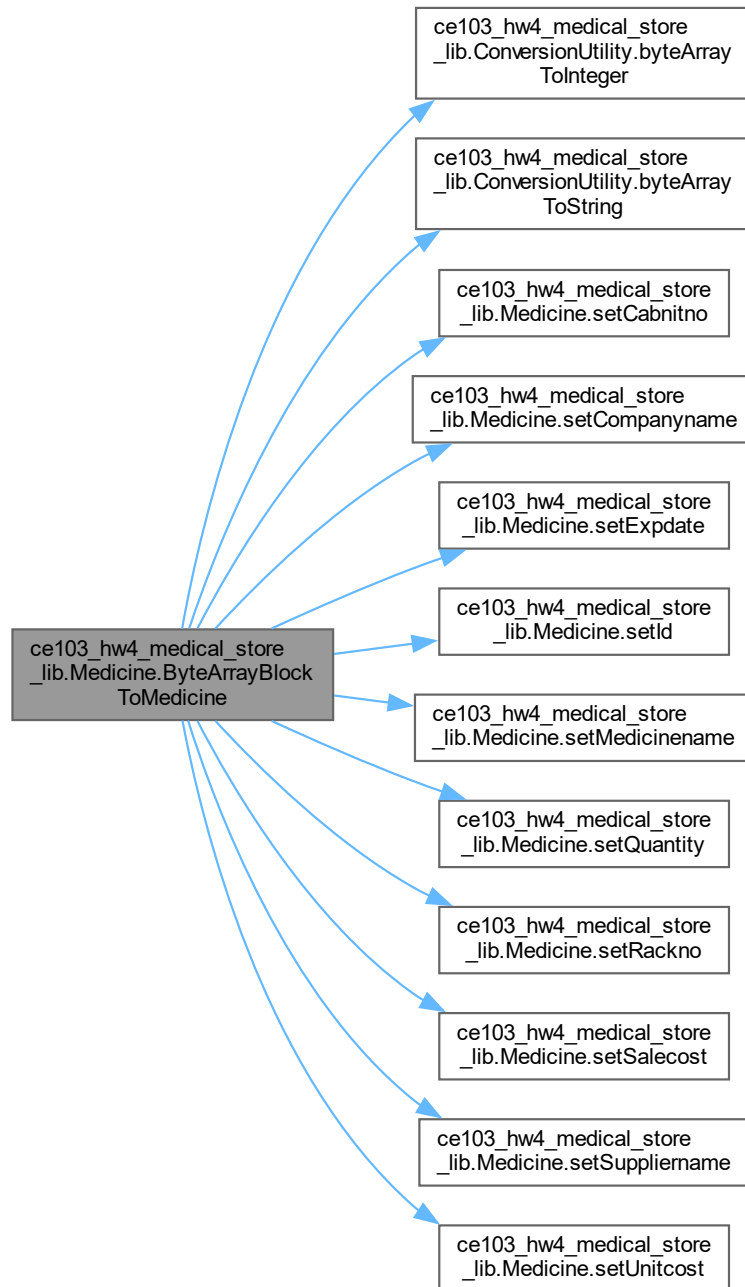 ce103_hw4_medical_store
_lib.ConversionUtility.byteArray
ToInteger
ce103_hw4_medical_store
_lib.ConversionUtility.byteArray
ToString
ce103_hw4_medical_store
_lib.Medicine.setCabnitno
ce103_hw4_medical_store
_lib.Medicine.setCompanyname
ce103_hw4_medical_store
_lib.Medicine.setExpdate
ce103_hw4_medical_store
_lib.Medicine.setId
ce103_hw4_medical_store
_lib.Medicine.ByteArrayBlock
ToMedicine
ce103_hw4_medical_store
_lib.Medicine.setMedicinename
ce103_hw4_medical_store
_lib.Medicine.setQuantity
ce103_hw4_medical_store
_lib.Medicine.setRackno
ce103_hw4_medical_store
_lib.Medicine.setSalecost
ce103_hw4_medical_store
_lib.Medicine.setSuppliername
ce103_hw4_medical_store
_lib.Medicine.setUnitcost